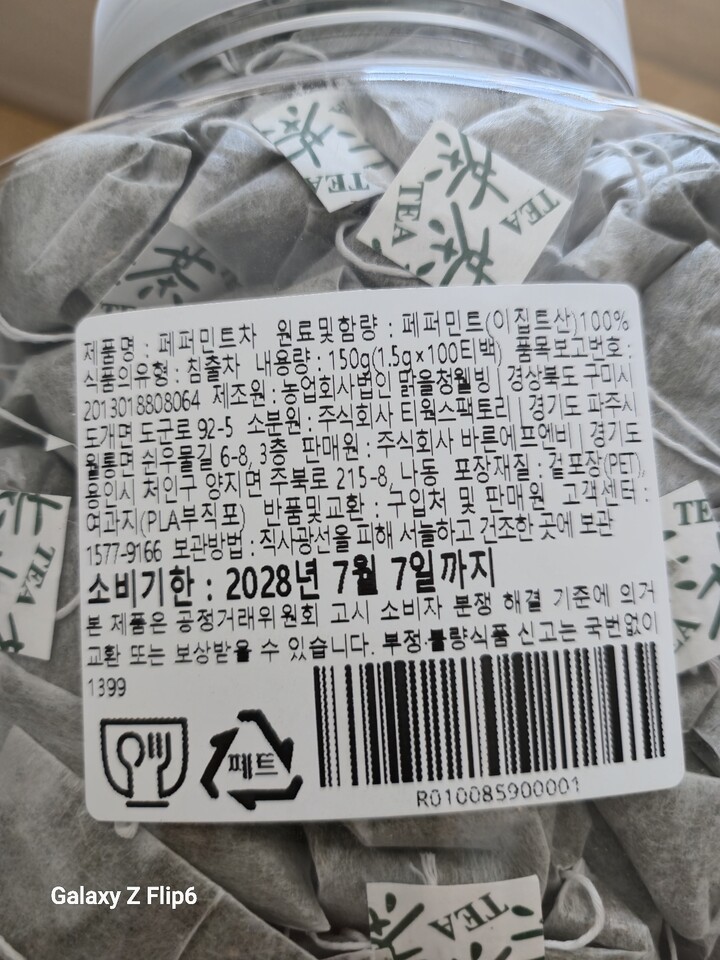 TEA
TEA
TEA
제품명 : 페퍼민트차 원료및함량 : 페퍼민트(이집트산)100%
식품의유형 : 침출차 내용량 : 150g(1.5g×100티백) 품목보고번호 :
2013018808064 제조원 : 농업회사법인 맑을청웰빙 | 경상북도 구미시
도개면 도군로 92-5 소분원 : 주식회사 티원스팩토리 | 경기도 파주시
월롱면 쉰우물길 6-8, 3층 판매원 : 주식회사 바른에프엔비 | 경기도
용인시 처인구 양지면 주북로 215-8, 나동 포장재질 : 겉포장(PET),
여과지(PLA부직포) 반품및교환 : 구입처 및 판매원 고객센터 :
1577-9166 보관방법 : 직사광선을 피해 서늘하고 건조한 곳에 보관
소비기한 : 2028년 7월 7일까지
본 제품은 공정거래위원회 고시 소비자 분쟁 해결 기준에 의거
교환 또는 보상받을 수 있습니다. 부정·불량식품 신고는 국번없이
1399
페트
R010085900001
TEA
TE
TEA
Galaxy Z Flip6